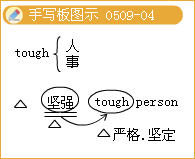 手写板图示 0509-04
tough { 人
事
△ 坚强 tough person
△ △严格.坚定